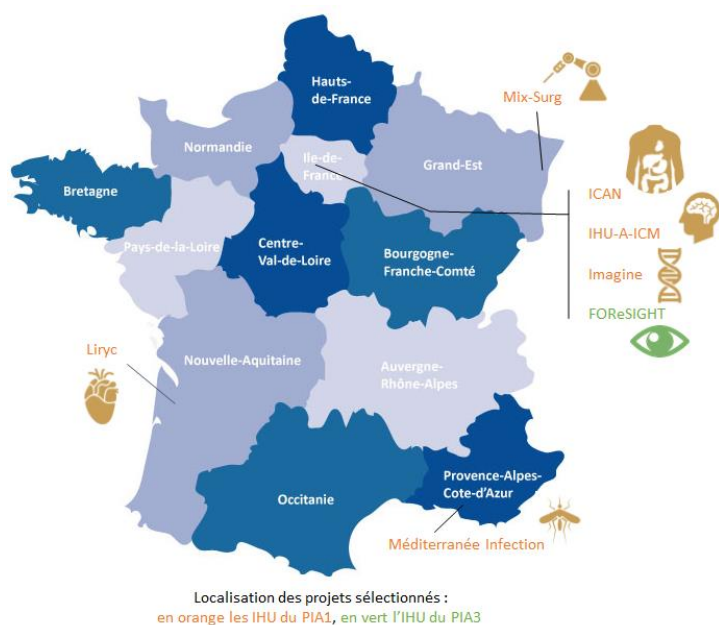 Hauts-
de-France
Mix-Surg
Normandie
Ile-de-
France
Grand-Est
Bretagne
ICAN
Pays-de-la-Loire
Centre-
Val-de-Loire
IHU-A-ICM
Bourgogne-
Franche-Comté
Imagine
FOReSIGHT
Liryc
Nouvelle-Aquitaine
Auvergne-
Rhône-Alpes
Provence-Alpes-
Cote-d'Azur
Occitanie
Méditerranée Infection
Localisation des projets sélectionnés :
en orange les IHU du PIA1, en vert l'IHU du PIA3